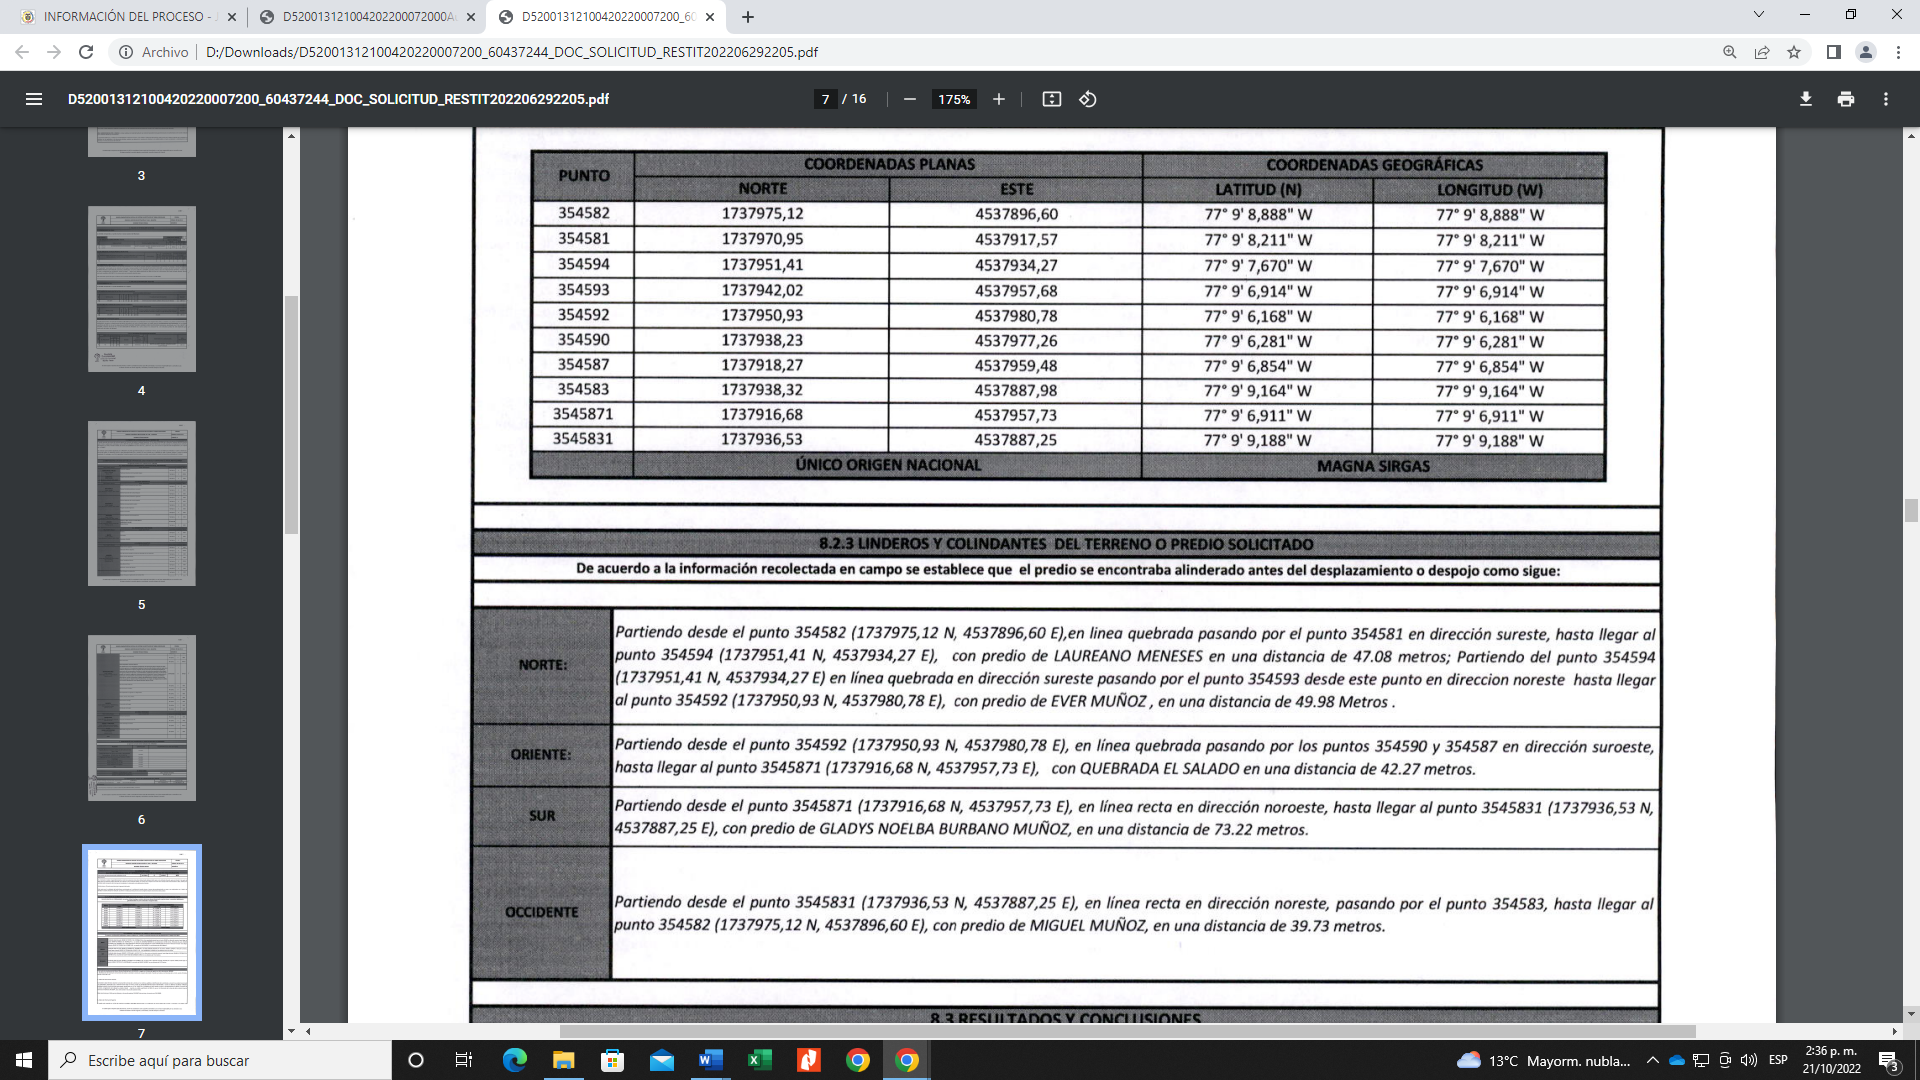 INFORMACIÓN DEL PROCESO -
D52001312100420220007200
D52001312100420220007200_60
Archivo
D:/Downloads/D52001312100420220007200_60437244_DOC_SOLICITUD_RESTIT202206292205.pdf
D52001312100420220007200_60437244_DOC_SOLICITUD_RESTIT202206292205.pdf
7 / 16
175%
3
4
5
6
7
PUNTO COORDENADAS PLANAS COORDENADAS GEOGRÁFICAS
NORTE ESTE LATITUD (N) LONGITUD (W)
354582 1737975,12 4537896,60 77° 9' 8,888" W 77° 9' 8,888" W
354581 1737970,95 4537917,57 77° 9' 8,211" W 77° 9' 8,211" W
354594 1737951,41 4537934,27 77° 9' 7,670" W 77° 9' 7,670" W
354593 1737942,02 4537957,68 77° 9' 6,914" W 77° 9' 6,914" W
354592 1737950,93 4537980,78 77° 9' 6,168" W 77° 9' 6,168" W
354590 1737938,23 4537977,26 77° 9' 6,281" W 77° 9' 6,281" W
354587 1737918,27 4537959,48 77° 9' 6,854" W 77° 9' 6,854" W
354583 1737938,32 4537887,98 77° 9' 9,164" W 77° 9' 9,164" W
3545871 1737916,68 4537957,73 77° 9' 6,911" W 77° 9' 6,911" W
3545831 1737936,53 4537887,25 77° 9' 9,188" W 77° 9' 9,188" W
ÚNICO ORIGEN NACIONAL MAGNA SIRGAS
8.2.3 LINDEROS Y COLINDANTES DEL TERRENO O PREDIO SOLICITADO
De acuerdo a la información recolectada en campo se establece que el predio se encontraba alinderado antes del desplazamiento o despojo como sigue:
NORTE:
Partiendo desde el punto 354582 (1737975,12 N, 4537896,60 E),en linea quebrada pasando por el punto 354581 en dirección sureste, hasta llegar al
punto 354594 (1737951,41 N, 4537934,27 E), con predio de LAUREANO MENESES en una distancia de 47.08 metros; Partiendo del punto 354594
(1737951,41 N, 4537934,27 E) en línea quebrada en dirección sureste pasando por el punto 354593 desde este punto en direccion noreste hasta llegar
al punto 354592 (1737950,93 N, 4537980,78 E), con predio de EVER MUÑOZ , en una distancia de 49.98 Metros .
ORIENTE:
Partiendo desde el punto 354592 (1737950,93 N, 4537980,78 E), en línea quebrada pasando por los puntos 354590 y 354587 en dirección suroeste,
hasta llegar al punto 3545871 (1737916,68 N, 4537957,73 E), con QUEBRADA EL SALADO en una distancia de 42.27 metros.
SUR
Partiendo desde el punto 3545871 (1737916,68 N, 4537957,73 E), en línea recta en dirección noroeste, hasta llegar al punto 3545831 (1737936,53 N,
4537887,25 E), con predio de GLADYS NOELBA BURBANO MUÑOZ, en una distancia de 73.22 metros.
OCCIDENTE
Partiendo desde el punto 3545831 (1737936,53 N, 4537887,25 E), en línea recta en dirección noreste, pasando por el punto 354583, hasta llegar al
punto 354582 (1737975,12 N, 4537896,60 E), con predio de MIGUEL MUÑOZ, en una distancia de 39.73 metros.
8.3 RESULTADOS Y CONCLUSIONES
Escribe aquí para buscar
13°C Mayorm. nubla...
ESP
2:36 p. m.
21/10/2022
3